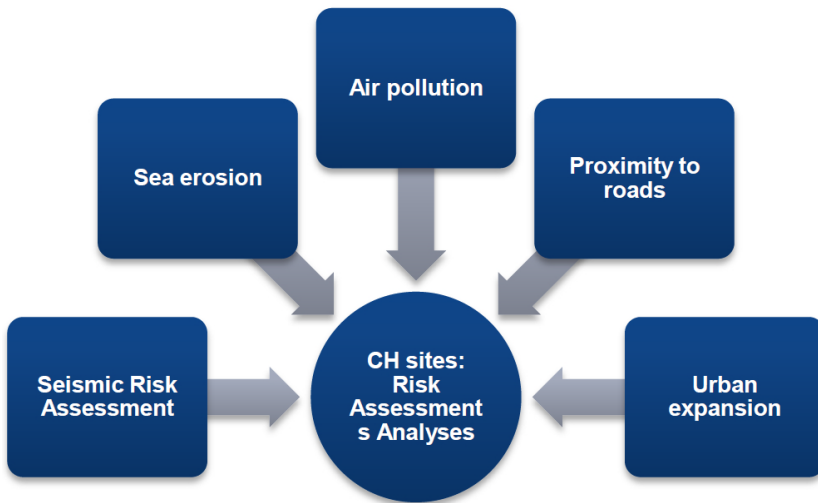 Air pollution
Sea erosion
Proximity to
roads
Seismic Risk
Assessment
CH sites:
Risk
Assessment
s Analyses
Urban
expansion